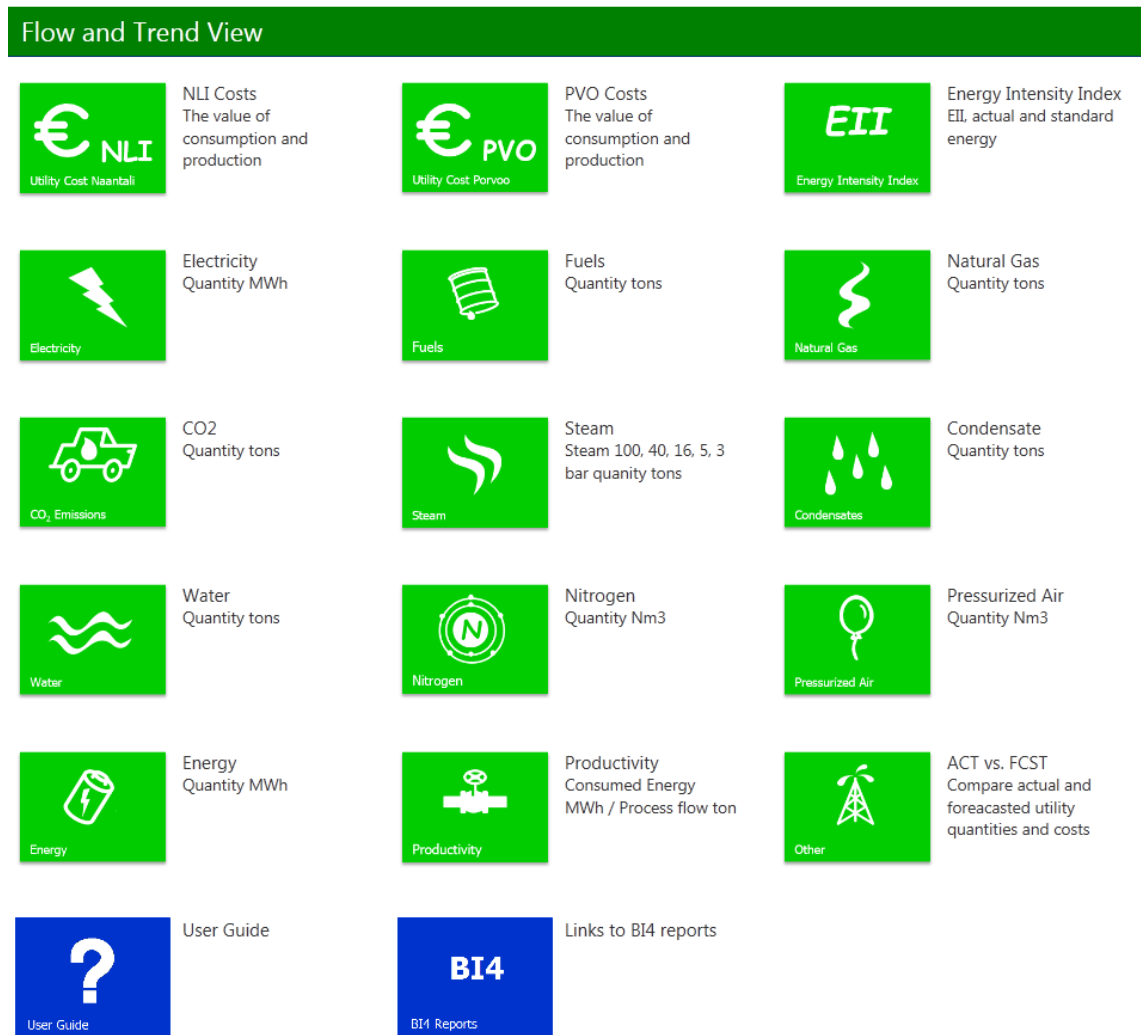 Flow and Trend View
€ NLI
Utility Cost Naantali
NLI Costs
The value of
consumption and
production
€ PVO
Utility Cost Porvoo
PVO Costs
The value of
consumption and
production
EII
Energy Intensity Index
Energy Intensity Index
EII, actual and standard
energy
Electricity
Electricity
Quantity MWh
Fuels
Fuels
Quantity tons
Natural Gas
Natural Gas
Quantity tons
CO₂ Emissions
CO2
Quantity tons
Steam
Steam
Steam 100, 40, 16, 5, 3
bar quanity tons
Condensates
Condensate
Quantity tons
Water
Water
Quantity tons
N
Nitrogen
Nitrogen
Quantity Nm3
Pressurized Air
Pressurized Air
Quantity Nm3
Energy
Energy
Quantity MWh
Productivity
Productivity
Consumed Energy
MWh / Process flow ton
Other
ACT vs. FCST
Compare actual and
foreacasted utility
quantities and costs
?
User Guide
User Guide
BI4
BI4 Reports
Links to BI4 reports